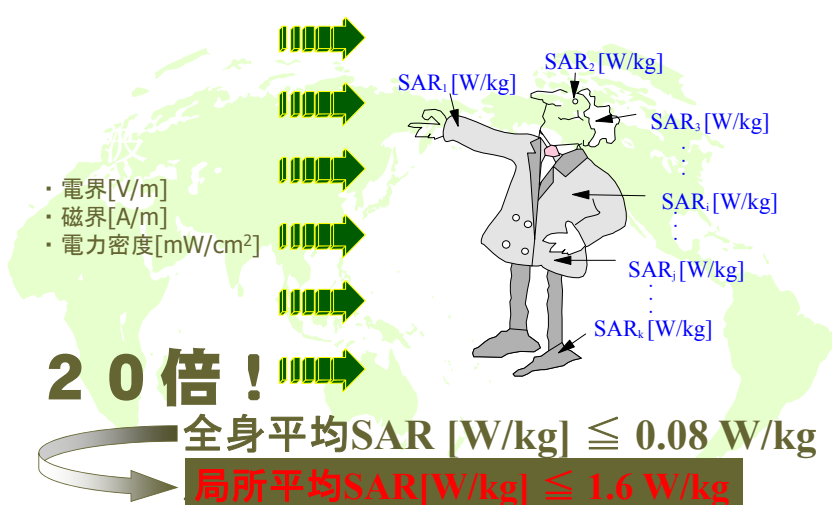 SAR₂[W/kg]
SAR₁[W/kg]
SAR₃[W/kg]
・電界[V/m]
・磁界[A/m]
・電力密度[mW/cm²]
SARᵢ[W/kg]
SARⱼ[W/kg]
SARₖ[W/kg]
２０倍！
全身平均SAR [W/kg] ≦ 0.08 W/kg
局所平均SAR[W/kg] ≦ 1.6 W/kg